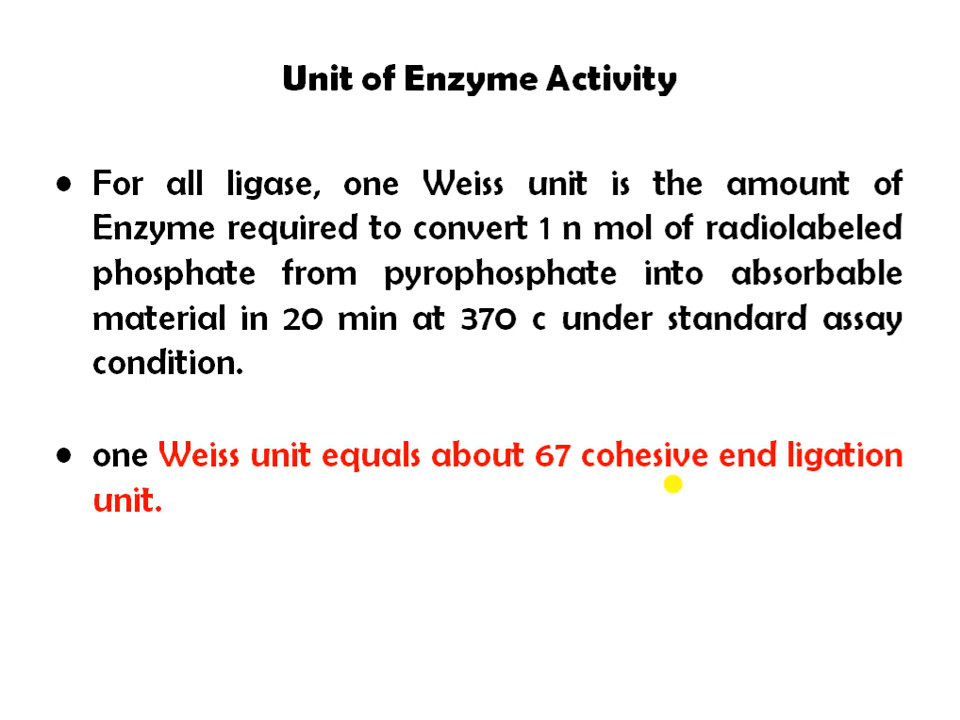 Unit of Enzyme Activity
• For all ligase, one Weiss unit is the amount of
Enzyme required to convert 1 n mol of radiolabeled
phosphate from pyrophosphate into absorbable
material in 20 min at 370 c under standard assay
condition.
• one Weiss unit equals about 67 cohesive end ligation
unit.